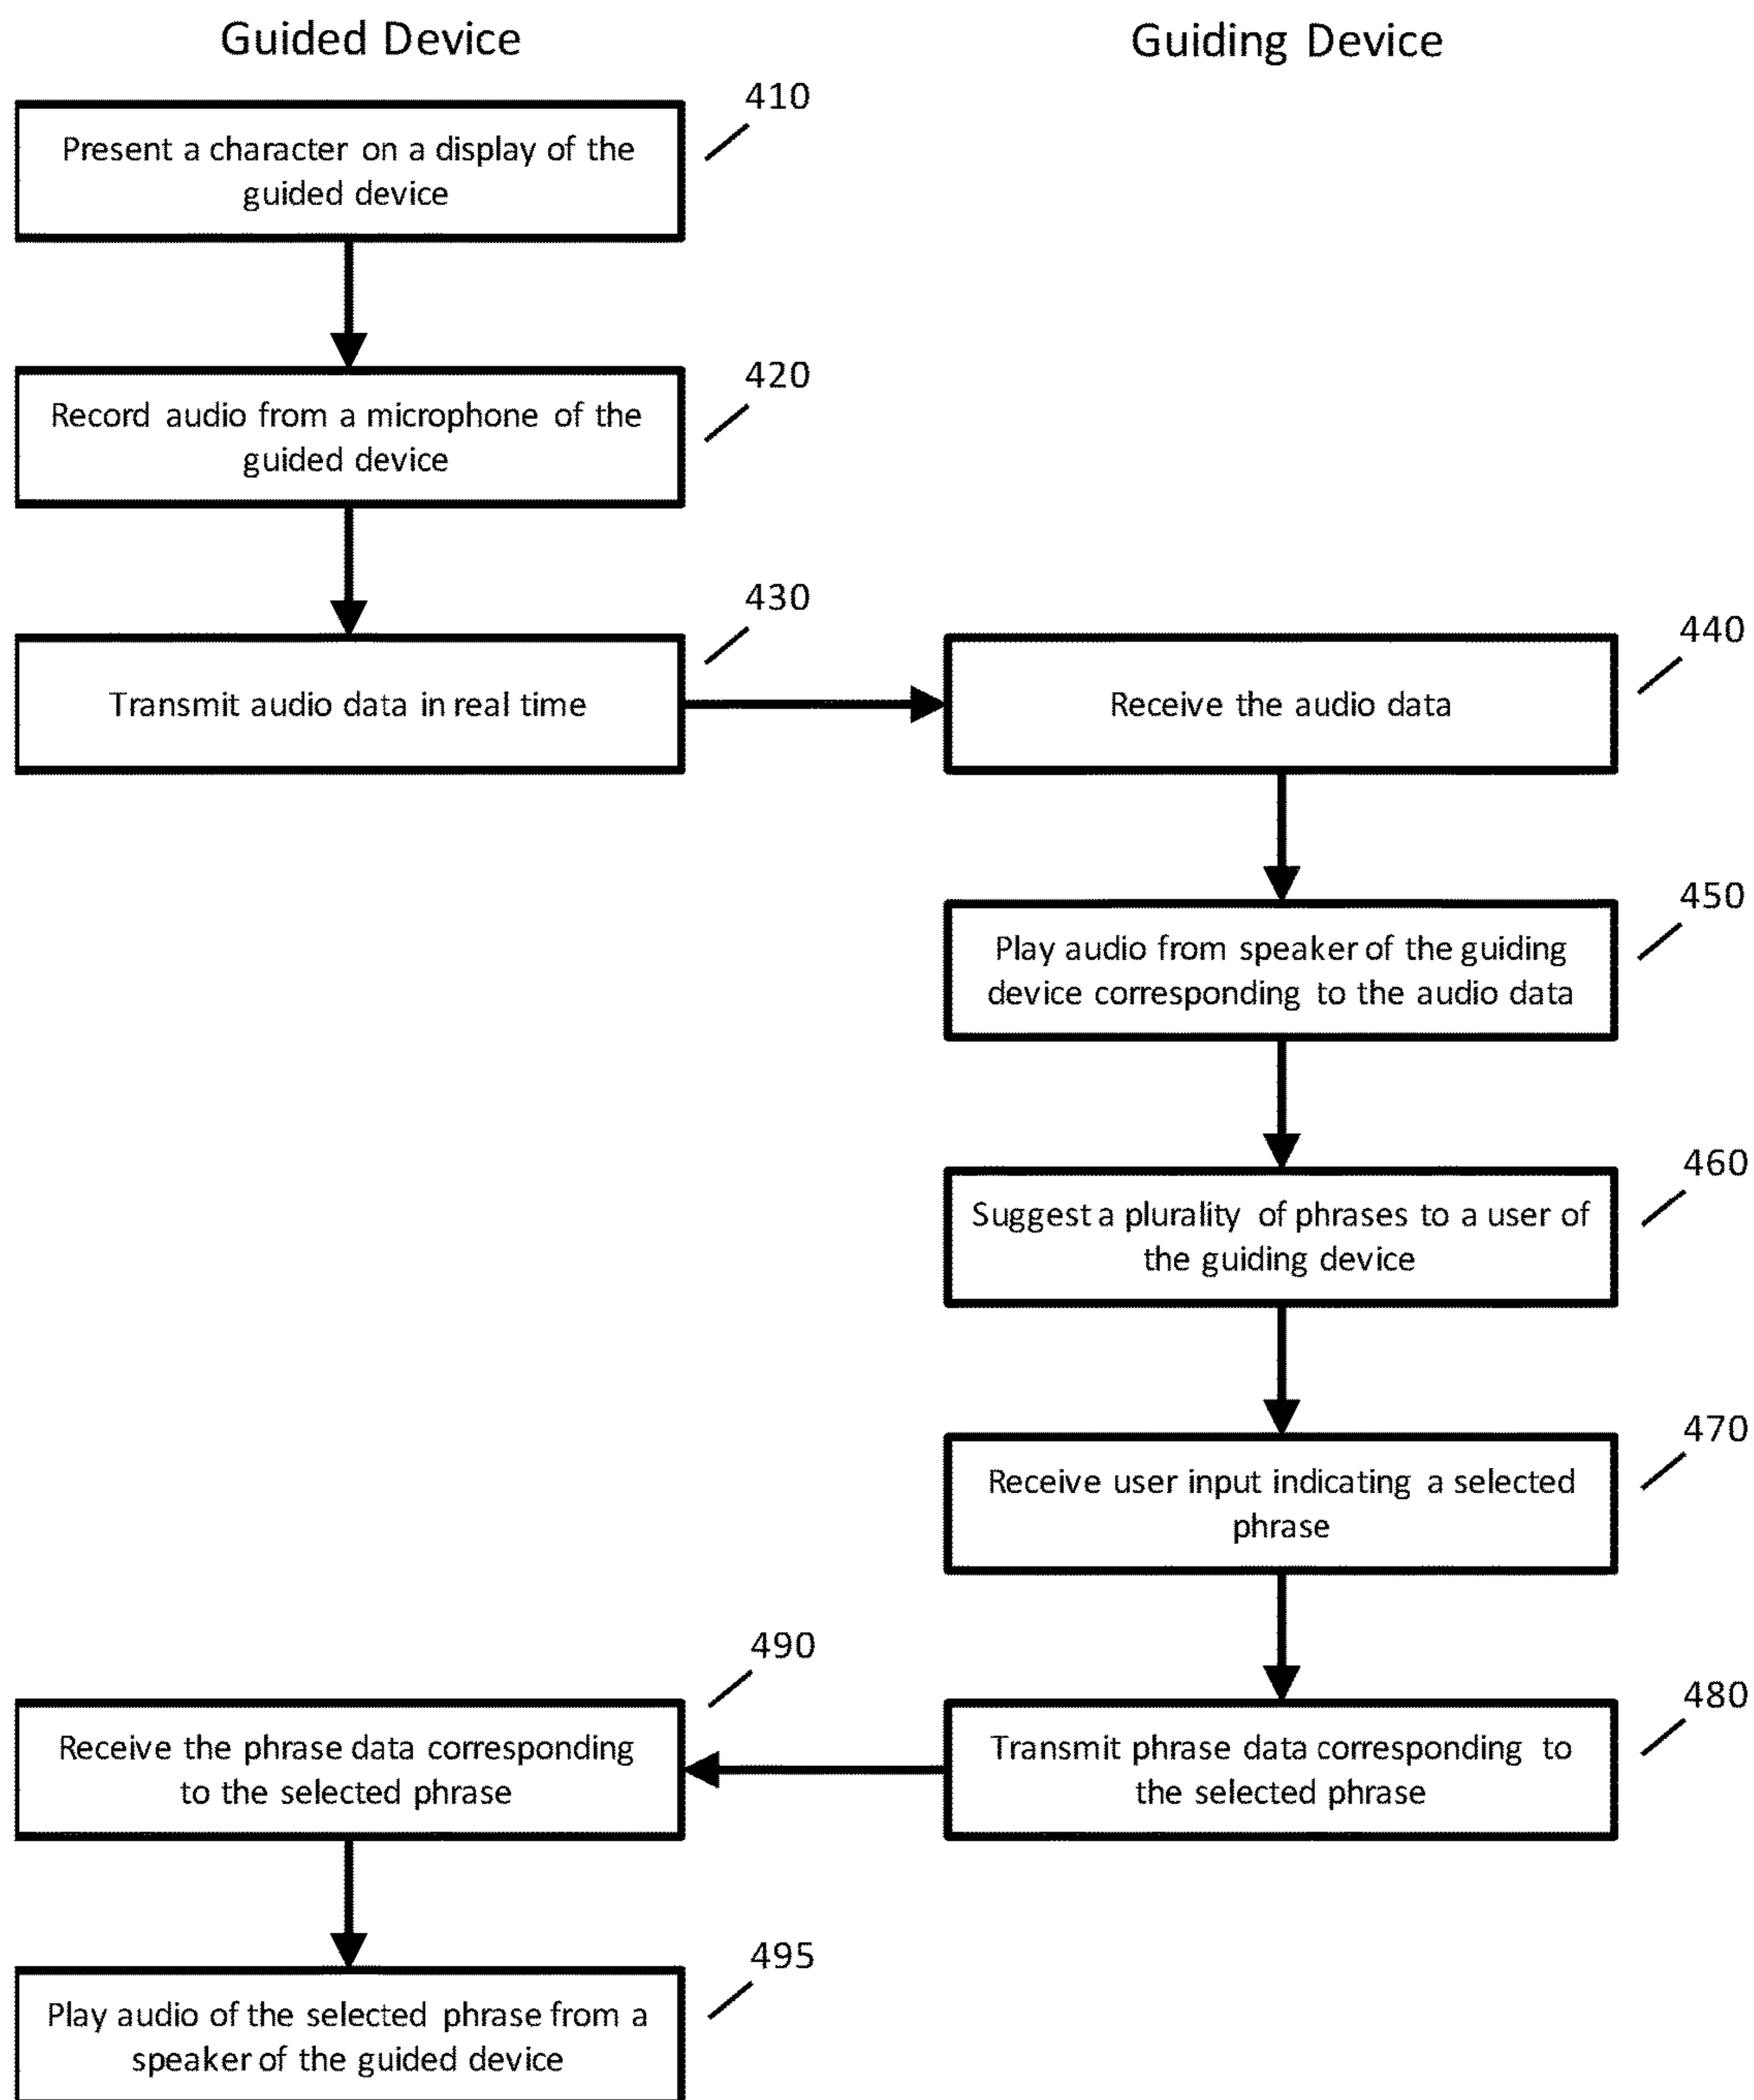 Guided Device
Guiding Device
410
Present a character on a display of the
guided device
420
Record audio from a microphone of the
guided device
430
Transmit audio data in real time
440
Receive the audio data
450
Play audio from speaker of the guiding
device corresponding to the audio data
460
Suggest a plurality of phrases to a user of
the guiding device
470
Receive user input indicating a selected
phrase
480
Transmit phrase data corresponding to
the selected phrase
490
Receive the phrase data corresponding
to the selected phrase
495
Play audio of the selected phrase from a
speaker of the guided device